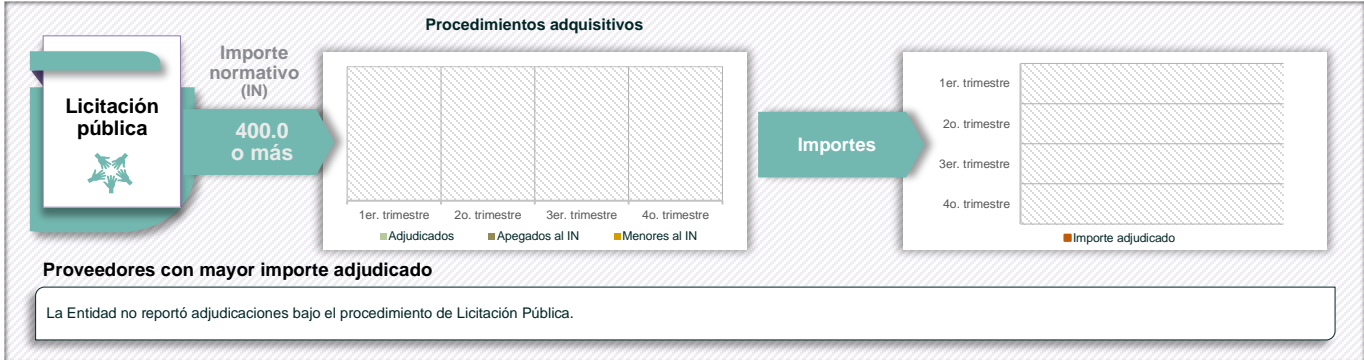 Procedimientos adquisitivos
Licitación
pública
Importe
normativo
(IN)
400.0
o más
1er. trimestre
2o. trimestre
3er. trimestre
4o. trimestre
Adjudicados
Apegados al IN
Menores al IN
Importes
1er. trimestre
2o. trimestre
3er. trimestre
4o. trimestre
Importe adjudicado
Proveedores con mayor importe adjudicado
La Entidad no reportó adjudicaciones bajo el procedimiento de Licitación Pública.